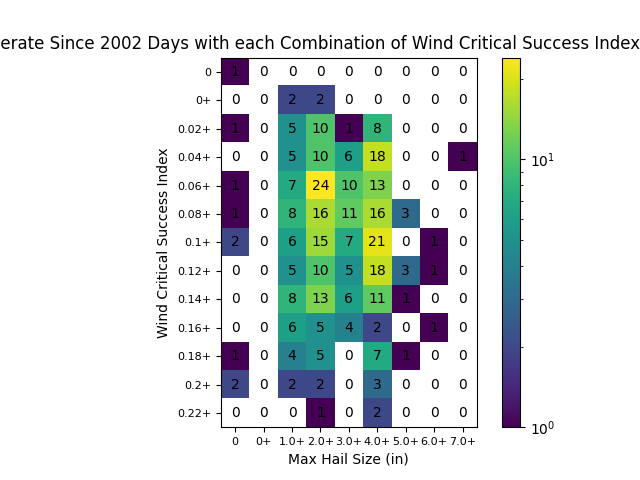 erate Since 2002 Days with each Combination of Wind Critical Success Index
0 1 0 0 0 0 0 0 0 0
0+ 0 0 2 2 0 0 0 0 0
0.02+ 1 0 5 10 1 8 0 0 0
0.04+ 0 0 5 10 6 18 0 0 1
0.06+ 1 0 7 24 10 13 0 0 0
0.08+ 1 0 8 16 11 16 3 0 0
0.1+ 2 0 6 15 7 21 0 1 0
0.12+ 0 0 5 10 5 18 3 1 0
0.14+ 0 0 8 13 6 11 1 0 0
0.16+ 0 0 6 5 4 2 0 1 0
0.18+ 1 0 4 5 0 7 1 0 0
0.2+ 2 0 2 2 0 3 0 0 0
0.22+ 0 0 0 1 0 2 0 0 0
0 0+ 1.0+ 2.0+ 3.0+ 4.0+ 5.0+ 6.0+ 7.0+
Max Hail Size (in)
Wind Critical Success Index
10¹
10⁰